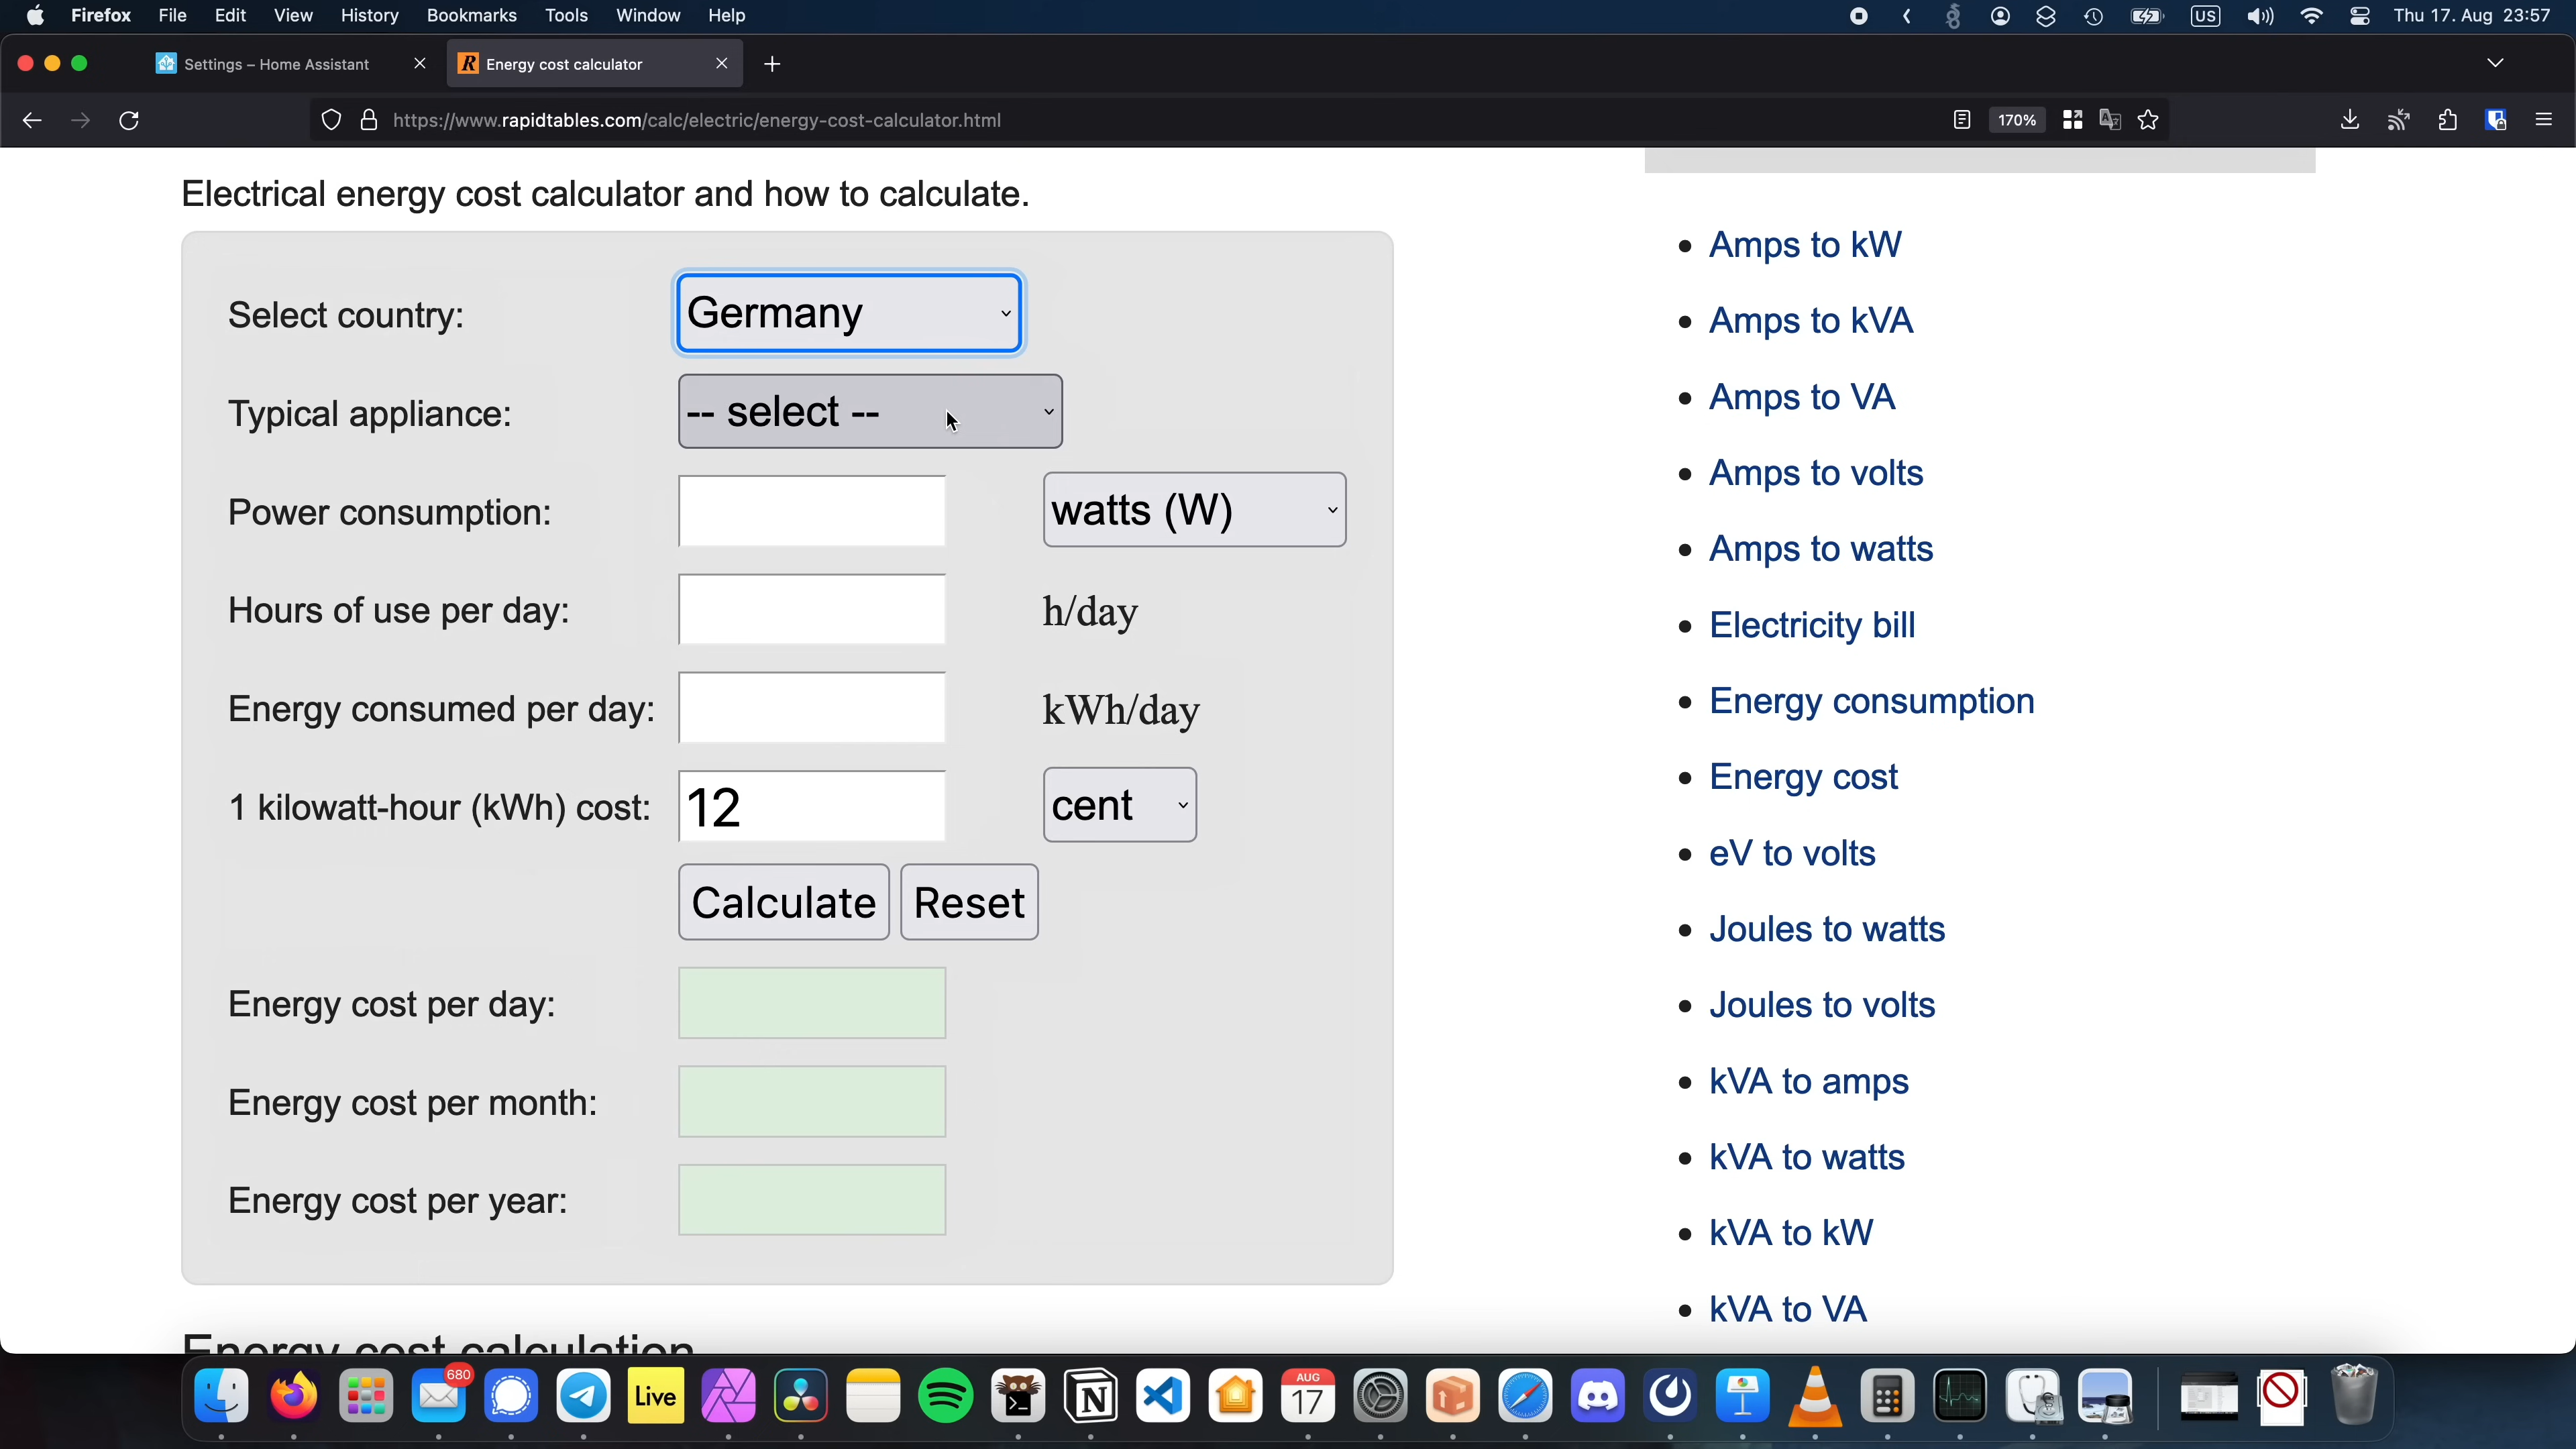 Firefox File Edit View History Bookmarks Tools Window Help
US
Thu 17. Aug 23:57
Settings – Home Assistant
R Energy cost calculator
https://www.rapidtables.com/calc/electric/energy-cost-calculator.html
170%
Electrical energy cost calculator and how to calculate.
Select country: Germany
Typical appliance: -- select --
Power consumption: watts (W)
Hours of use per day: h/day
Energy consumed per day: kWh/day
1 kilowatt-hour (kWh) cost: 12 cent
Calculate Reset
Energy cost per day:
Energy cost per month:
Energy cost per year:
Energy cost calculation
• Amps to kW
• Amps to kVA
• Amps to VA
• Amps to volts
• Amps to watts
• Electricity bill
• Energy consumption
• Energy cost
• eV to volts
• Joules to watts
• Joules to volts
• kVA to amps
• kVA to watts
• kVA to kW
• kVA to VA
680
Live
N
AUG
17